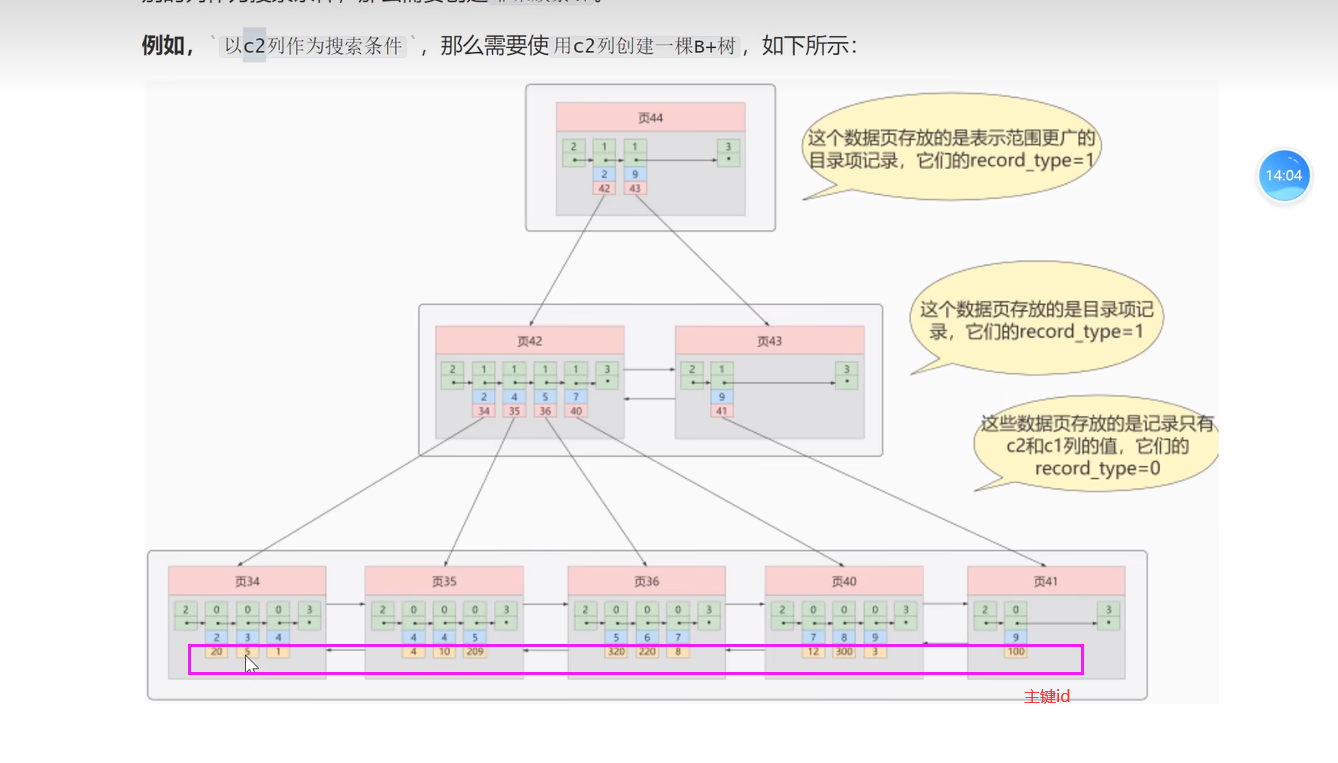 例如，`以c2列作为搜索条件`，那么需要使用c2列创建一棵B+树，如下所示：
页44
这个数据页存放的是表示范围更广的
目录项记录，它们的record_type=1
14:04
2 1 1 3
2 9
42 43
这个数据页存放的是目录项记
录，它们的record_type=1
页42 页43
2 1 1 1 1 3 2 1 3
2 4 5 7 9
34 35 36 40 41
这些数据页存放的是记录只有
c2和c1列的值，它们的
record_type=0
页34 页35 页36 页40 页41
2 0 0 0 3 2 0 0 0 3 2 0 0 0 3 2 0 0 0 3 2 0 3
2 3 4 4 4 5 5 6 7 7 8 9 9
20 5 1 4 10 209 320 220 8 12 300 3 100
主键id